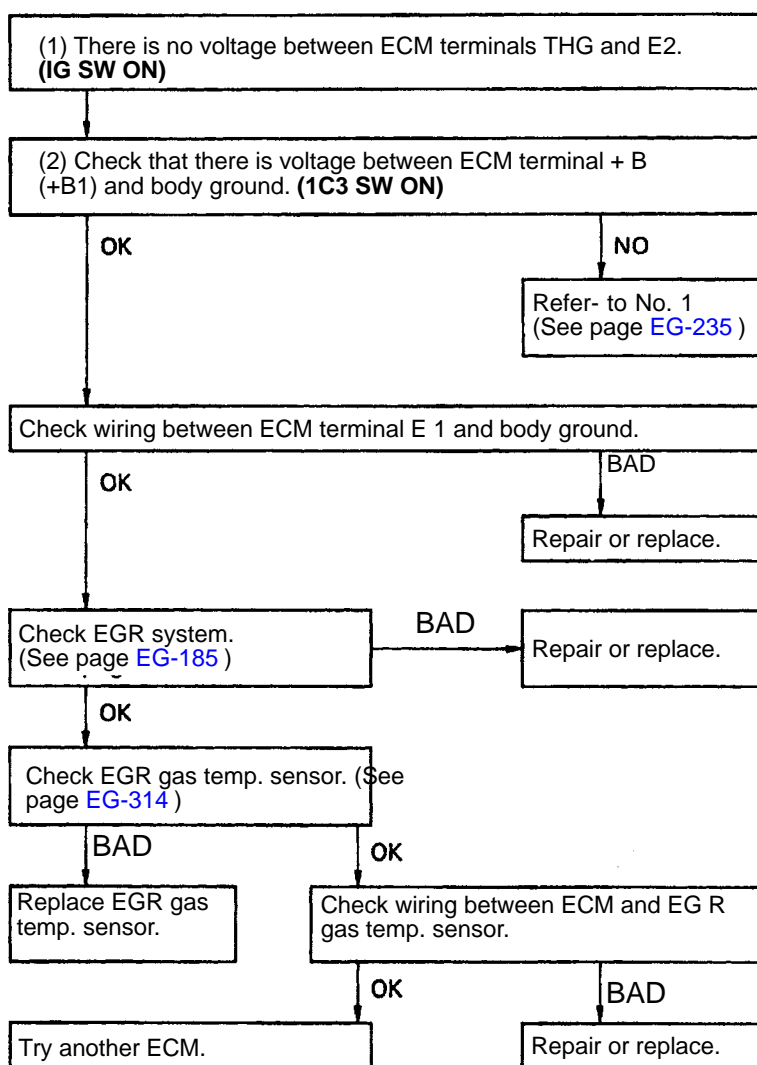 (1) There is no voltage between ECM terminals THG and E2.
(IG SW ON)
(2) Check that there is voltage between ECM terminal + B
(+B1) and body ground. (1C3 SW ON)
OK
NO
Refer- to No. 1
(See page EG-235 )
Check wiring between ECM terminal E 1 and body ground.
OK
BAD
Repair or replace.
Check EGR system.
(See page EG-185 )
BAD
Repair or replace.
OK
Check EGR gas temp. sensor. (See
page EG-314 )
BAD
OK
Replace EGR gas
temp. sensor.
Check wiring between ECM and EG R
gas temp. sensor.
OK
BAD
Try another ECM.
Repair or replace.